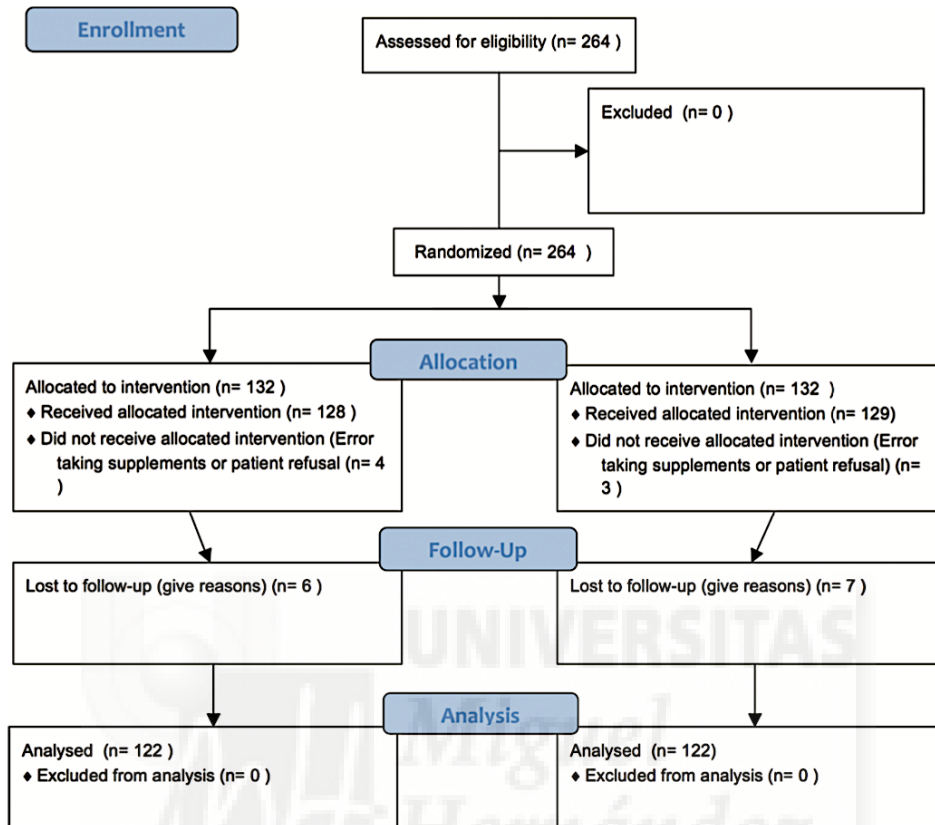 Enrollment
Assessed for eligibility (n= 264 )
Excluded (n= 0 )
Randomized (n= 264 )
Allocation
Allocated to intervention (n= 132 )
♦ Received allocated intervention (n= 128 )
♦ Did not receive allocated intervention (Error
taking supplements or patient refusal (n= 4
)
Allocated to intervention (n= 132 )
♦ Received allocated intervention (n= 129)
♦ Did not receive allocated intervention (Error
taking supplements or patient refusal) (n=
3 )
Follow-Up
Lost to follow-up (give reasons) (n= 6 )
Lost to follow-up (give reasons) (n= 7 )
UNIVERSITAS
Miguel
Hernández
Analysis
Analysed (n= 122 )
♦ Excluded from analysis (n= 0 )
Analysed (n= 122)
♦ Excluded from analysis (n= 0 )